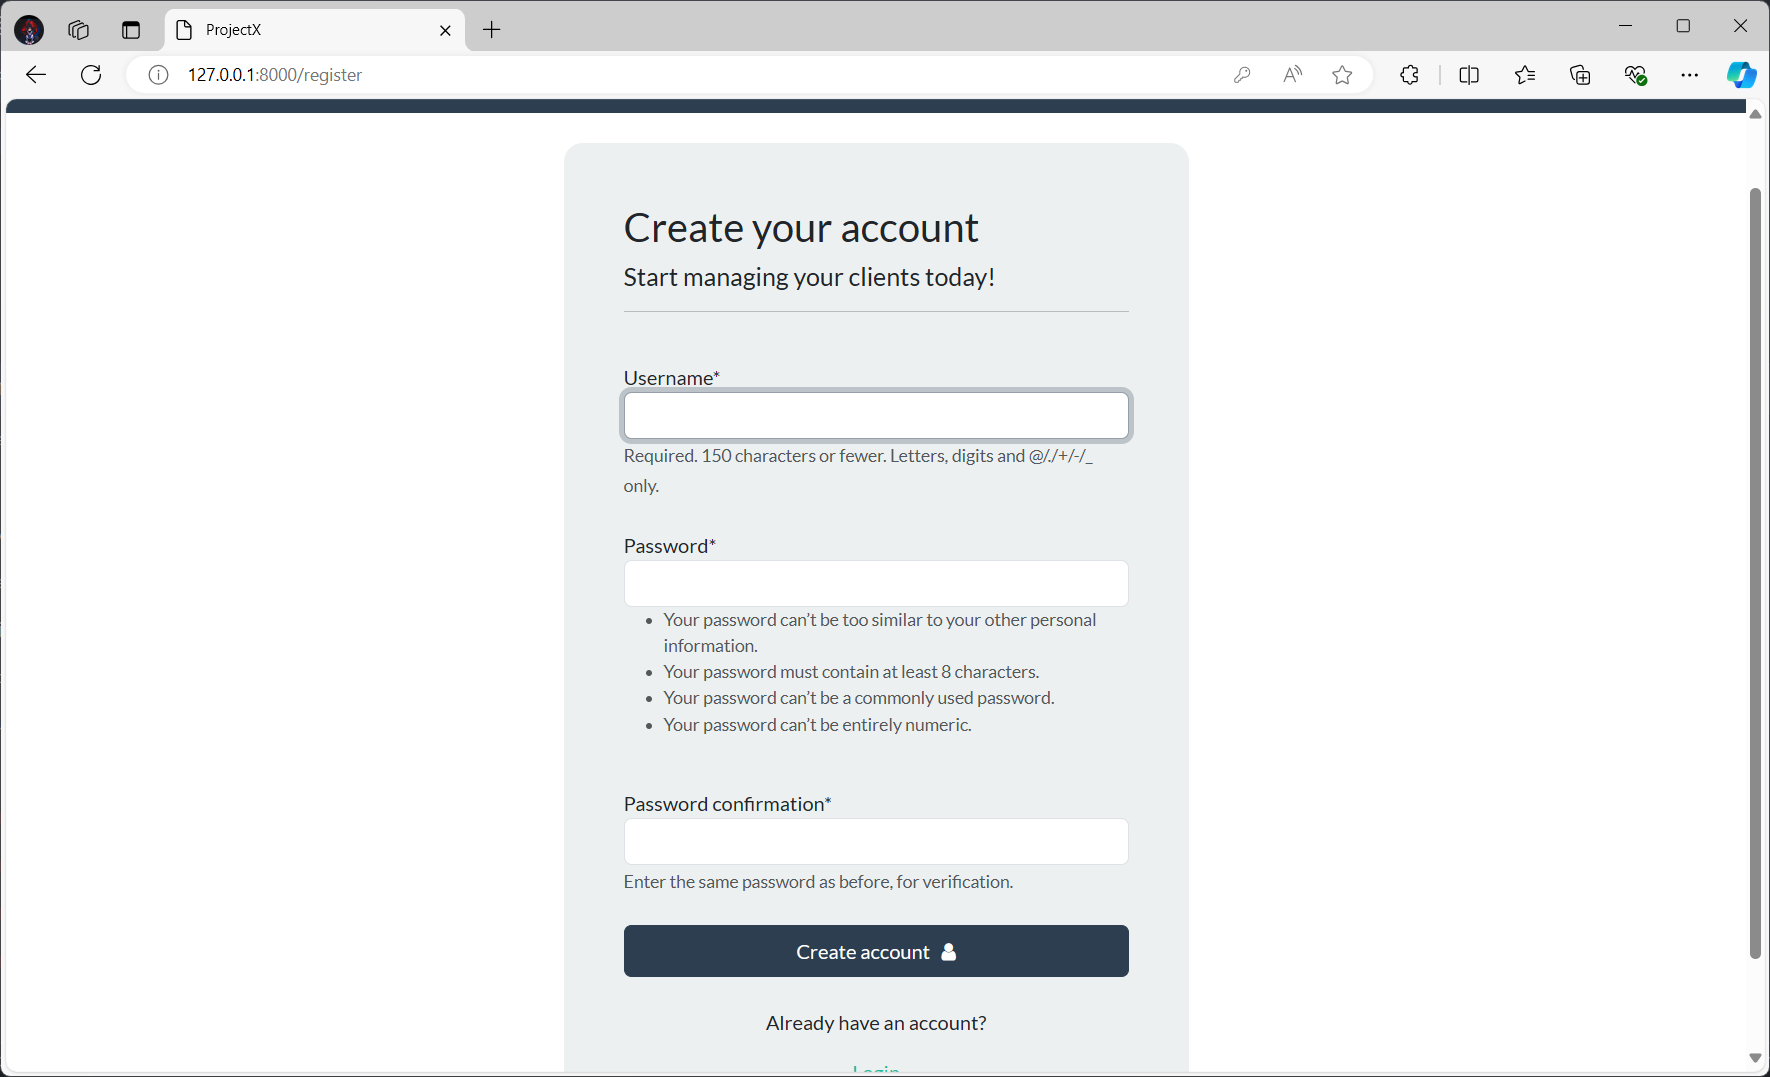 ProjectX
127.0.0.1:8000/register
Create your account
Start managing your clients today!
Username*
Required. 150 characters or fewer. Letters, digits and @/./+/-/_
only.
Password*
Your password can’t be too similar to your other personal
information.
Your password must contain at least 8 characters.
Your password can’t be a commonly used password.
Your password can’t be entirely numeric.
Password confirmation*
Enter the same password as before, for verification.
Create account
Already have an account?
Login